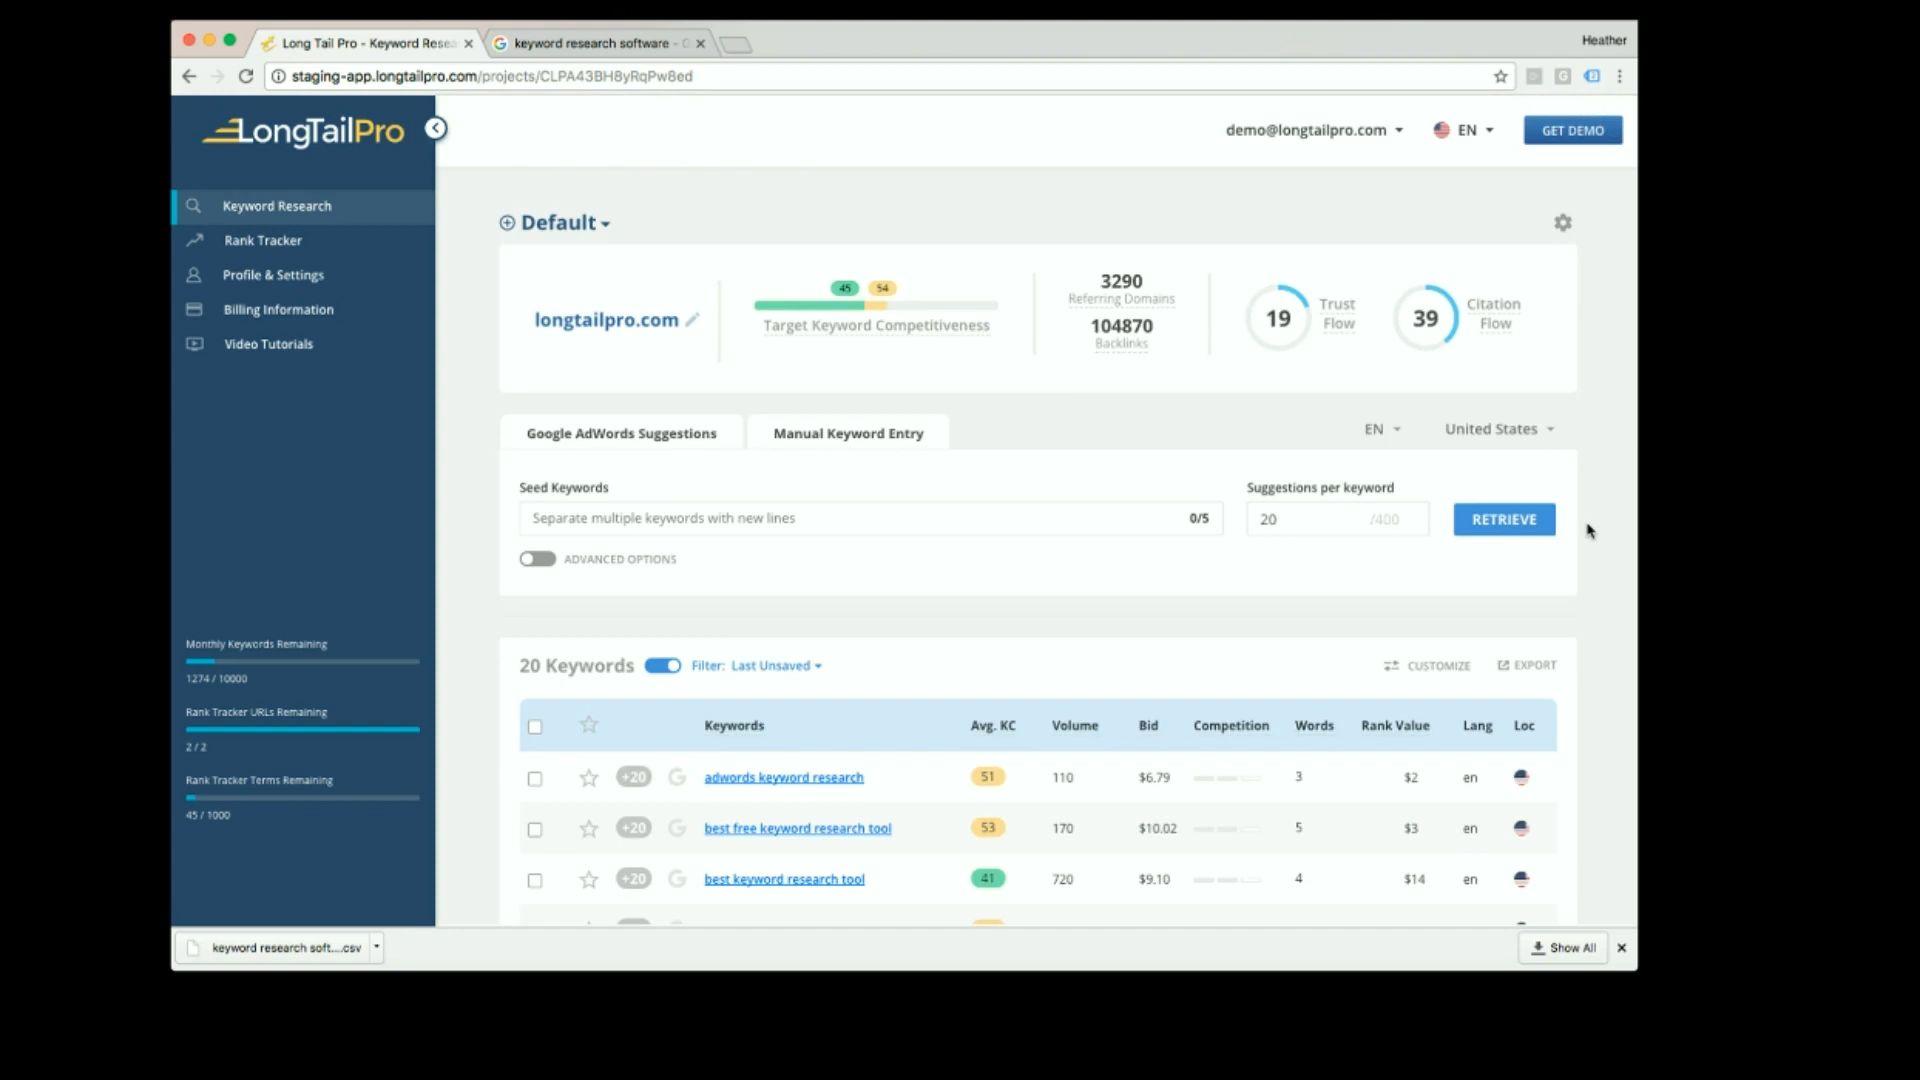 Long Tail Pro - Keyword Resea
keyword research software - G
Heather
staging-app.longtailpro.com/projects/CLPA43BH8yRqPw8ed
LongTailPro
demo@longtailpro.com
EN
GET DEMO
Keyword Research
Rank Tracker
Profile & Settings
Billing Information
Video Tutorials
Monthly Keywords Remaining
1274 / 10000
Rank Tracker URLs Remaining
2 / 2
Rank Tracker Terms Remaining
45 / 1000
Default
longtailpro.com
45 54
Target Keyword Competitiveness
3290
Referring Domains
104870
Backlinks
19
Trust
Flow
39
Citation
Flow
Google AdWords Suggestions
Manual Keyword Entry
EN
United States
Seed Keywords
Separate multiple keywords with new lines
0/5
Suggestions per keyword
20 /400
RETRIEVE
ADVANCED OPTIONS
20 Keywords Filter: Last Unsaved
CUSTOMIZE EXPORT
Keywords Avg. KC Volume Bid Competition Words Rank Value Lang Loc
+20 G adwords keyword research 51 110 $6.79 3 $2 en
+20 G best free keyword research tool 53 170 $10.02 5 $3 en
+20 G best keyword research tool 41 720 $9.10 4 $14 en
keyword research soft....csv
Show All